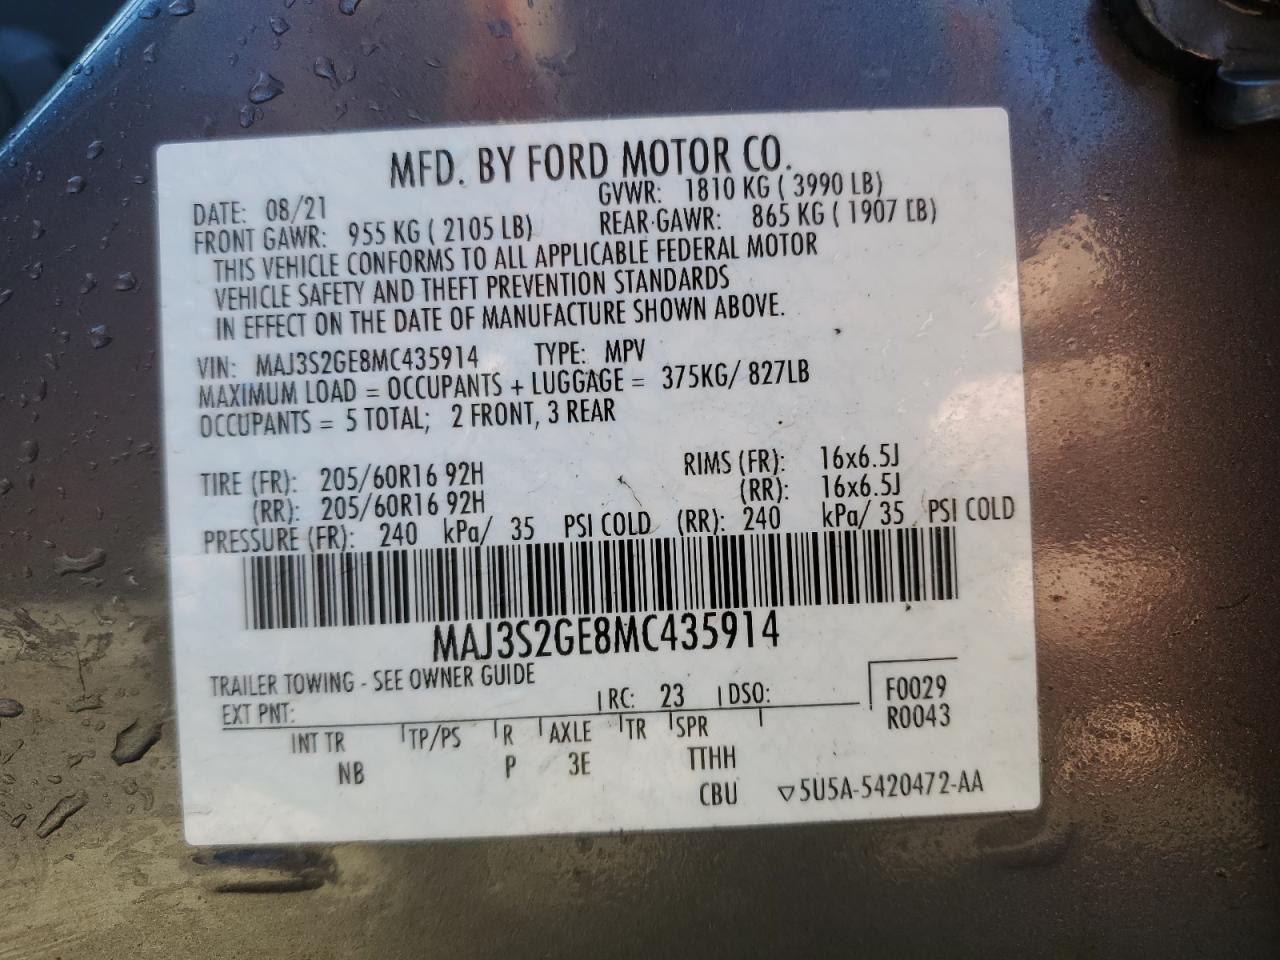 MFD. BY FORD MOTOR CO.
DATE: 08/21 GVWR: 1810 KG ( 3990 LB)
FRONT GAWR: 955 KG ( 2105 LB) REAR GAWR: 865 KG ( 1907 LB)
THIS VEHICLE CONFORMS TO ALL APPLICABLE FEDERAL MOTOR
VEHICLE SAFETY AND THEFT PREVENTION STANDARDS
IN EFFECT ON THE DATE OF MANUFACTURE SHOWN ABOVE.
VIN: MAJ3S2GE8MC435914 TYPE: MPV
MAXIMUM LOAD = OCCUPANTS + LUGGAGE = 375KG/ 827LB
OCCUPANTS = 5 TOTAL; 2 FRONT, 3 REAR
TIRE (FR): 205/60R16 92H RIMS (FR): 16x6.5J
(RR): 205/60R16 92H (RR): 16x6.5J
PRESSURE (FR): 240 kPa/ 35 PSI COLD (RR): 240 kPa/ 35 PSI COLD
MAJ3S2GE8MC435914
TRAILER TOWING - SEE OWNER GUIDE
EXT PNT: RC: 23 DSO: F0029
R0043
INT TR TP/PS R AXLE TR SPR
NB P 3E TTHH
CBU ▽5U5A-5420472-AA